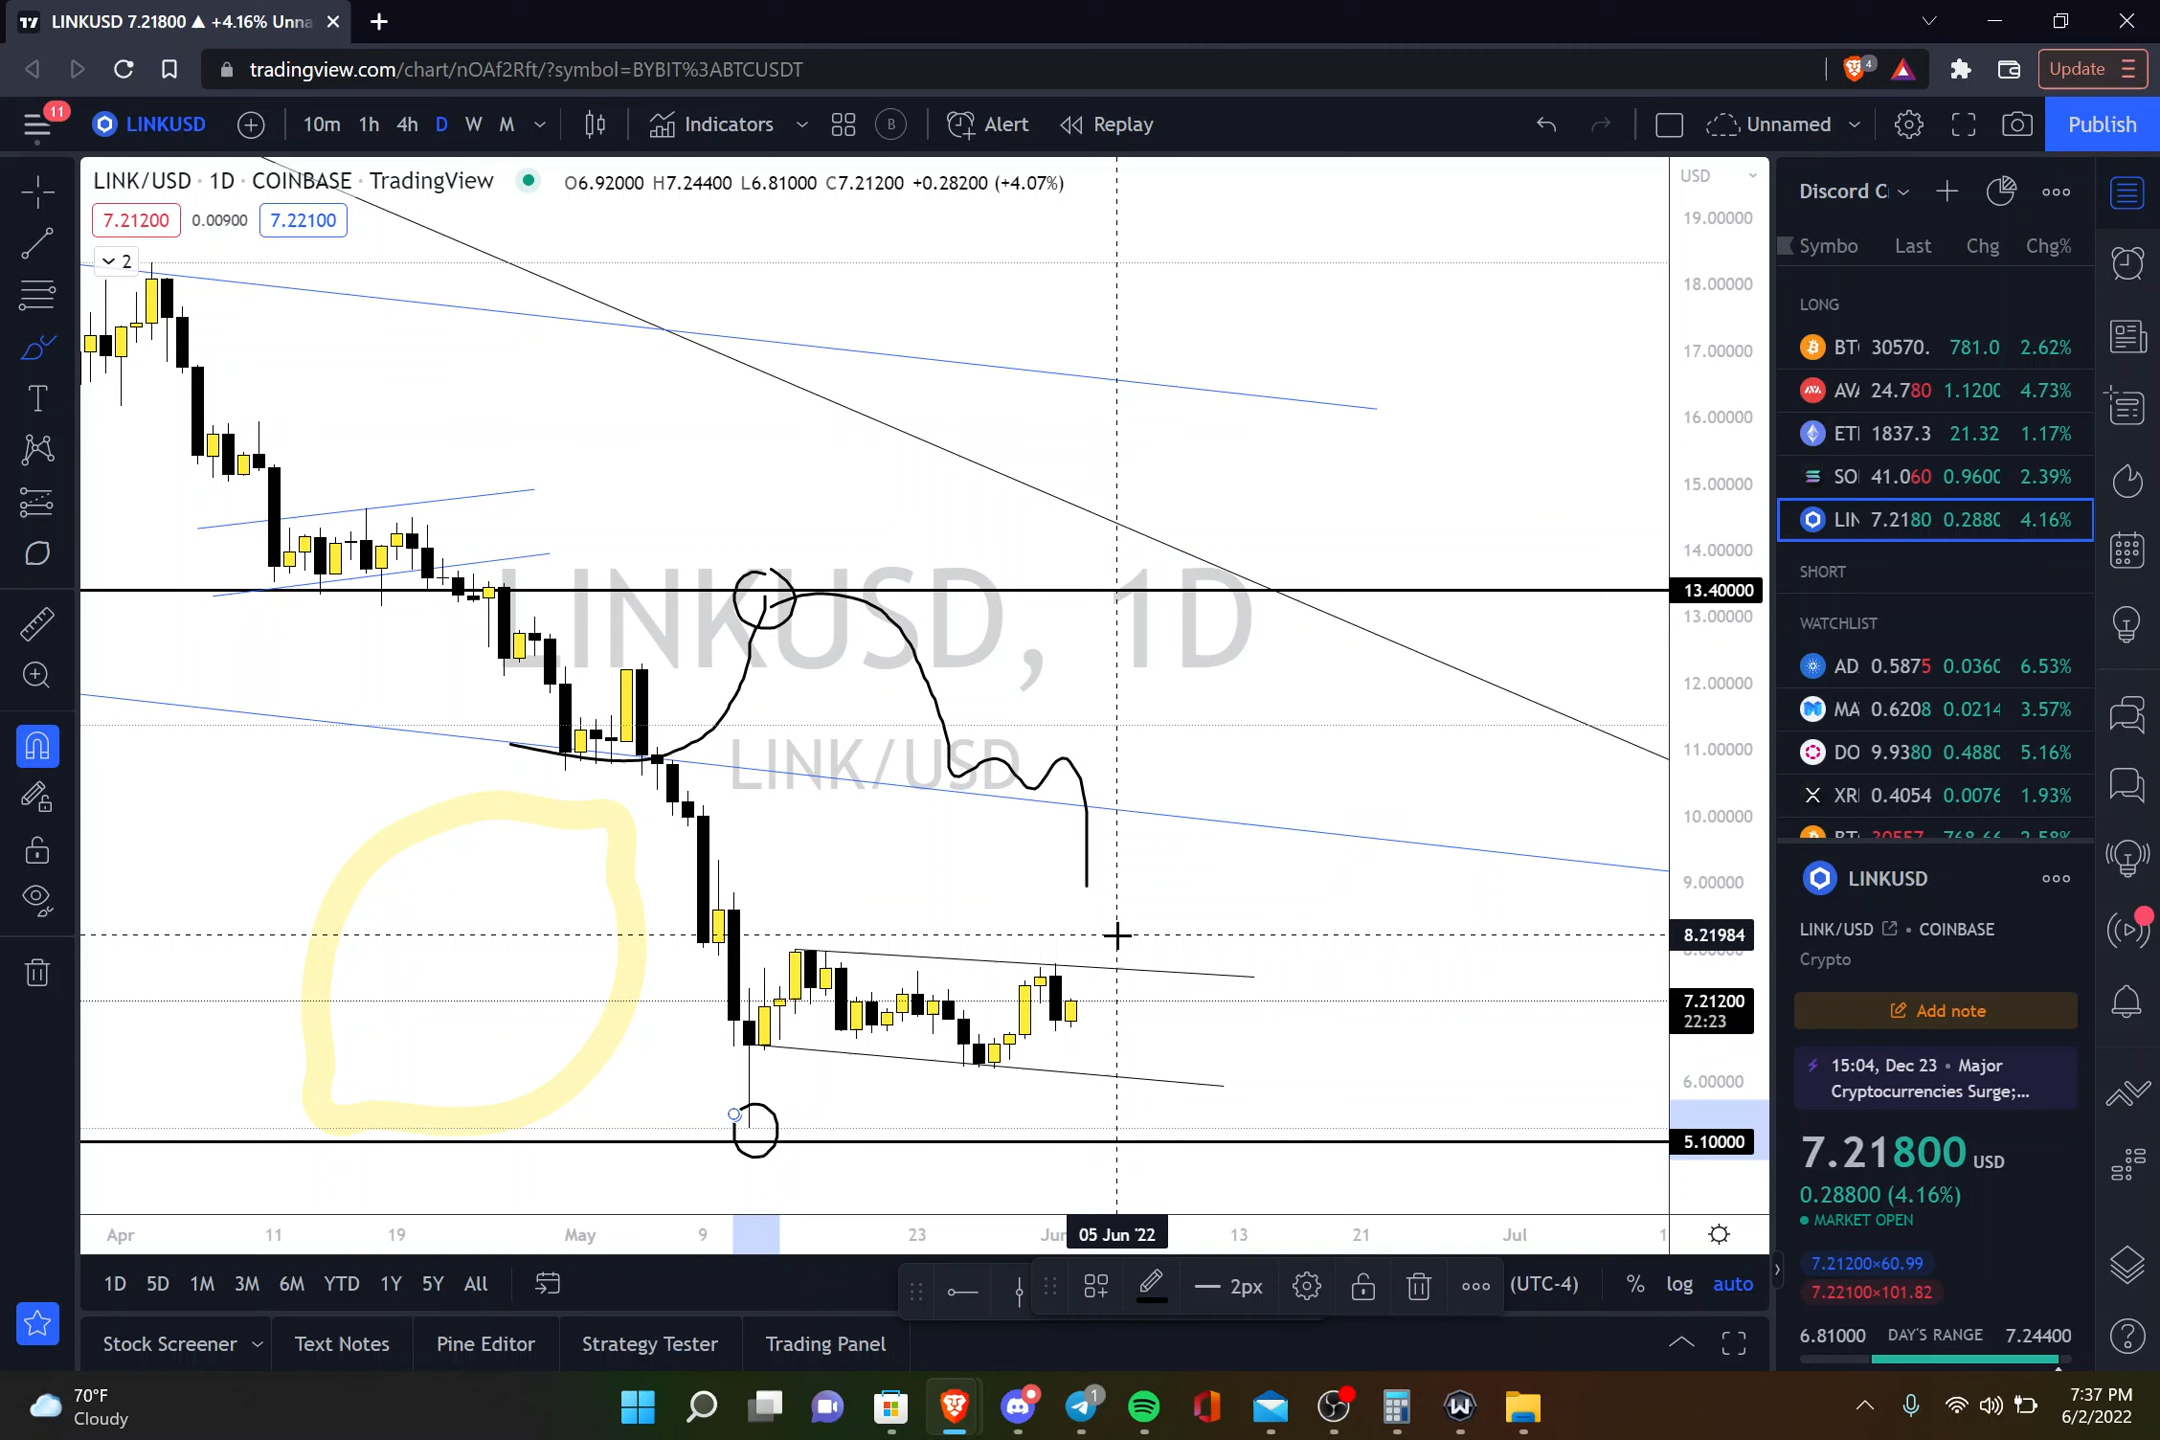 LINKUSD 7.21800 ▲ +4.16% Unna
tradingview.com/chart/nOAf2Rft/?symbol=BYBIT%3ABTCUSDT
4
Update
11
LINKUSD
10m 1h 4h D W M
Indicators
B
Alert
Replay
Unnamed
Publish
LINK/USD · 1D · COINBASE · TradingView
O6.92000 H7.24400 L6.81000 C7.21200 +0.28200 (+4.07%)
7.21200 0.00900 7.22100
2
LINKUSD, 1D
LINK/USD
USD
19.00000
18.00000
17.00000
16.00000
15.00000
14.00000
13.40000
13.00000
12.00000
11.00000
10.00000
9.00000
8.21984
7.21200
22:23
6.00000
5.10000
Apr 11 19 May 9 23 Jun 05 Jun '22 13 21 Jul
1D 5D 1M 3M 6M YTD 1Y 5Y All
2px
(UTC-4) % log auto
Stock Screener Text Notes Pine Editor Strategy Tester Trading Panel
Discord C
Symbo Last Chg Chg%
LONG
BT 30570. 781.0 2.62%
AVA 24.780 1.1200 4.73%
ETH 1837.3 21.32 1.17%
SO 41.060 0.9600 2.39%
LIN 7.2180 0.2880 4.16%
SHORT
WATCHLIST
AD 0.5875 0.0360 6.53%
MA 0.6208 0.0214 3.57%
DO 9.9380 0.4880 5.16%
XR 0.4054 0.0076 1.93%
LINKUSD
LINK/USD • COINBASE
Crypto
Add note
15:04, Dec 23 • Major
Cryptocurrencies Surge;...
7.21800 USD
0.28800 (4.16%)
MARKET OPEN
7.21200×60.99
7.22100×101.82
6.81000 DAY'S RANGE 7.24400
70°F
Cloudy
1
7:37 PM
6/2/2022